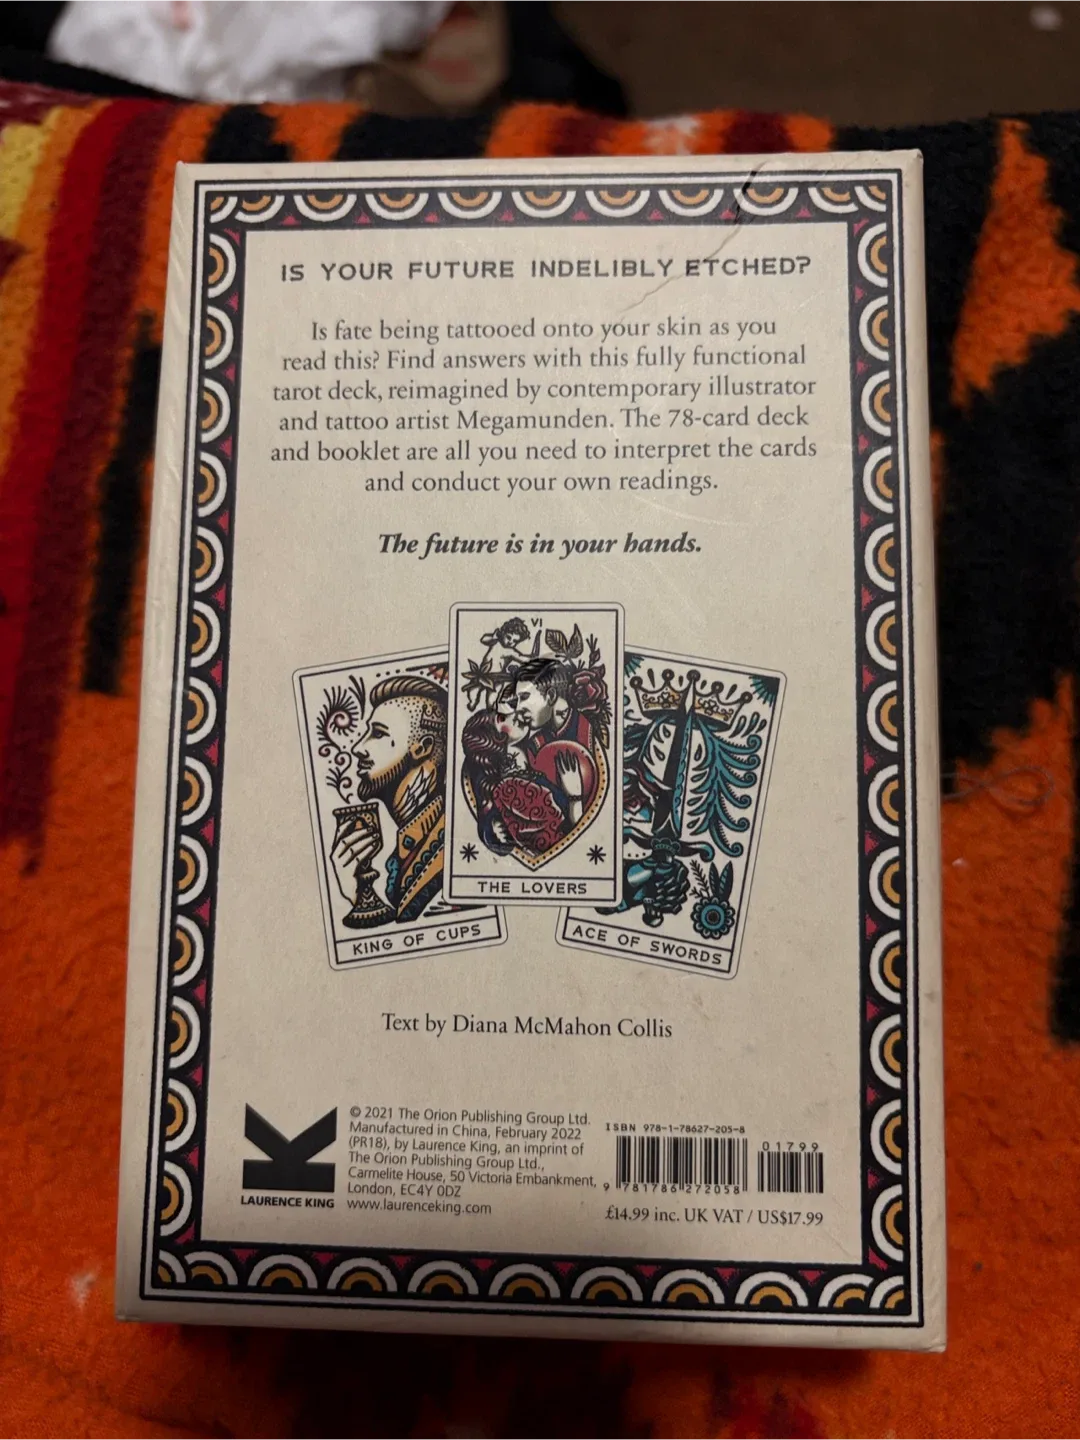 IS YOUR FUTURE INDELIBLY ETCHED?
Is fate being tattooed onto your skin as you
read this? Find answers with this fully functional
tarot deck, reimagined by contemporary illustrator
and tattoo artist Megamunden. The 78-card deck
and booklet are all you need to interpret the cards
and conduct your own readings.
The future is in your hands.
VI
THE LOVERS
KING OF CUPS
ACE OF SWORDS
Text by Diana McMahon Collis
K
LAURENCE KING
© 2021 The Orion Publishing Group Ltd.
Manufactured in China, February 2022
(PR18), by Laurence King, an imprint of
The Orion Publishing Group Ltd.,
Carmelite House, 50 Victoria Embankment,
London, EC4Y 0DZ
www.laurenceking.com
ISBN 978-1-78627-205-8
01799
9 781786 272058
£14.99 inc. UK VAT / US$17.99